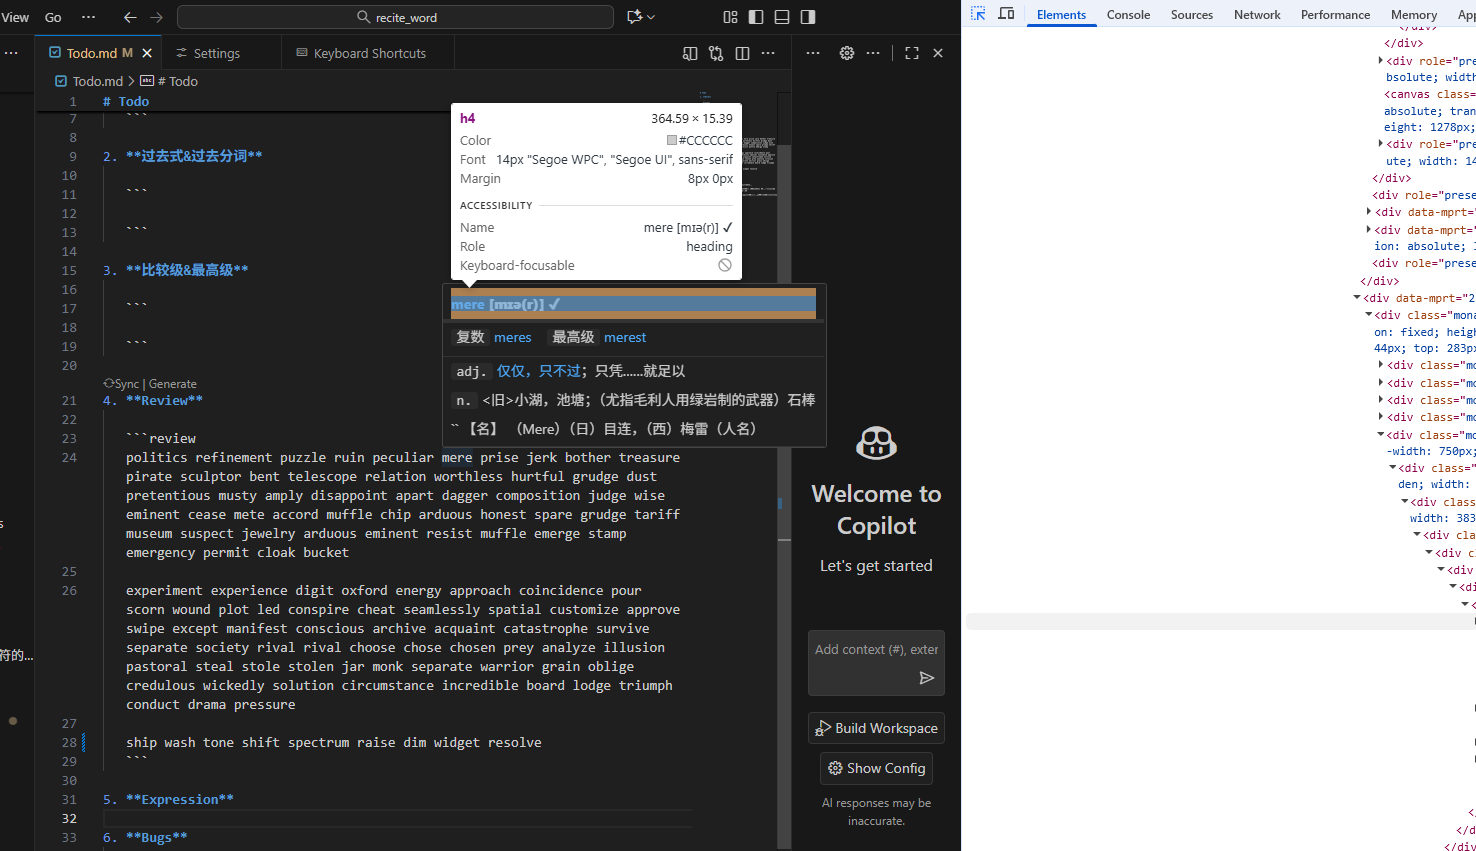 View Go ··· recite_word
Todo.md M Settings Keyboard Shortcuts
Todo.md > # Todo
1 # Todo
7 ```
8
9 2. **过去式&过去分词**
10
11 ```
12
13 ```
14
15 3. **比较级&最高级**
16
17 ```
18
19 ```
20
Sync | Generate
21 4. **Review**
22
23 ```review
24 politics refinement puzzle ruin peculiar mere prise jerk bother treasure
pirate sculptor bent telescope relation worthless hurtful grudge dust
pretentious musty amply disappoint apart dagger composition judge wise
eminent cease mete accord muffle chip arduous honest spare grudge tariff
museum suspect jewelry arduous eminent resist muffle emerge stamp
emergency permit cloak bucket
25
26 experiment experience digit oxford energy approach coincidence pour
scorn wound plot led conspire cheat seamlessly spatial customize approve
swipe except manifest conscious archive acquaint catastrophe survive
separate society rival rival choose chose chosen prey analyze illusion
pastoral steal stole stolen jar monk separate warrior grain oblige
credulous wickedly solution circumstance incredible board lodge triumph
conduct drama pressure
27
28 ship wash tone shift spectrum raise dim widget resolve
29 ```
30
31 5. **Expression**
32
33 6. **Bugs**
s
符的...
h4 364.59 × 15.39
Color #CCCCCC
Font 14px "Segoe WPC", "Segoe UI", sans-serif
Margin 8px 0px
ACCESSIBILITY
Name mere [mɪə(r)] ✓
Role heading
Keyboard-focusable
mere [mɪə(r)] ✓
复数 meres 最高级 merest
adj. 仅仅，只不过；只凭……就足以
n. <旧>小湖，池塘；（尤指毛利人用绿岩制的武器）石棒
`` 【名】 （Mere）（日）目连，（西）梅雷（人名）
Welcome to
Copilot
Let's get started
Add context (#), exter
Build Workspace
Show Config
AI responses may be
inaccurate.
Elements Console Sources Network Performance Memory App
</div>
</div>
<div role="pres
bsolute; width
<canvas class=
absolute; tran
eight: 1278px;
<div role="pre
ute; width: 14
</div>
<div role="prese
<div data-mprt="
<div data-mprt="
ion: absolute;
<div role="prese
</div>
<div data-mprt="2
<div class="mona
on: fixed; heigh
44px; top: 283px
<div class="mo
<div class="mo
<div class="mo
<div class="mo
<div class="mo
-width: 750px;
<div class="
den; width:
<div class
width: 383
<div cla
<div c
<div
<di
<
</
</d
</di